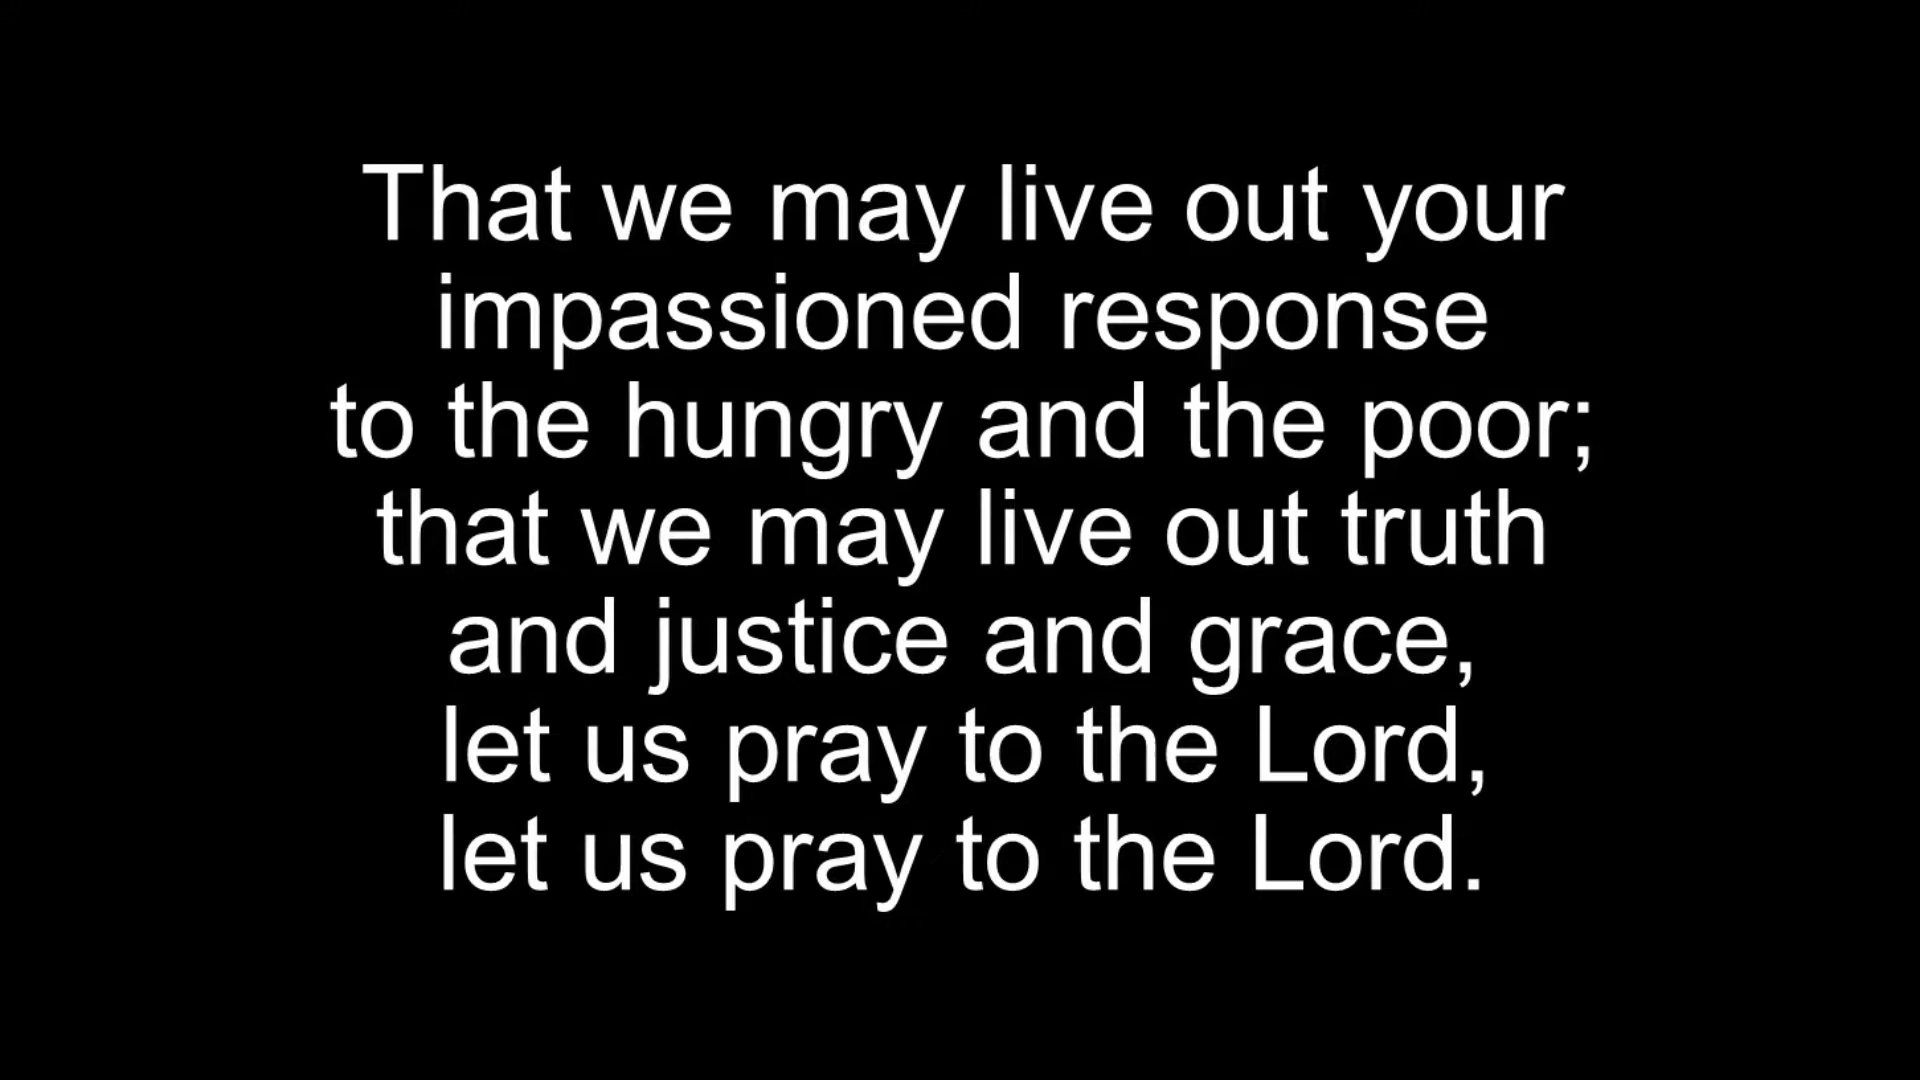 That we may live out your
impassioned response
to the hungry and the poor;
that we may live out truth
and justice and grace,
let us pray to the Lord,
let us pray to the Lord.